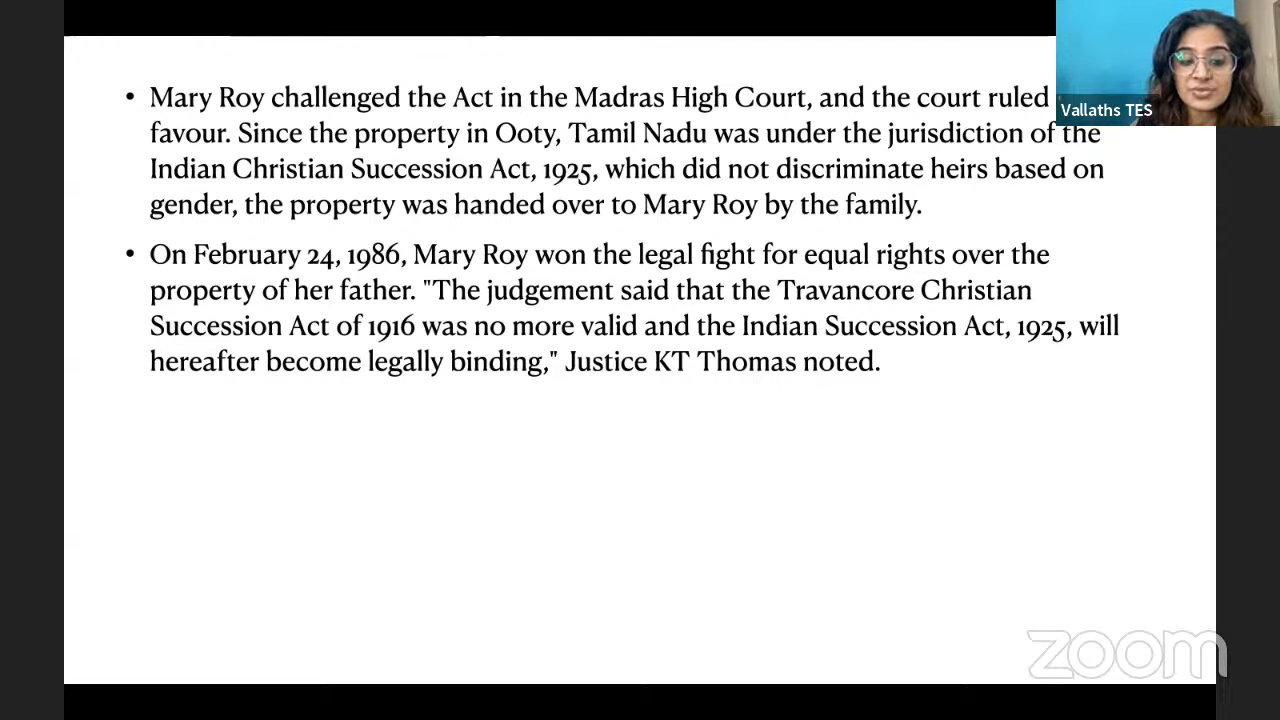 • Mary Roy challenged the Act in the Madras High Court, and the court ruled
favour. Since the property in Ooty, Tamil Nadu was under the jurisdiction of the
Indian Christian Succession Act, 1925, which did not discriminate heirs based on
gender, the property was handed over to Mary Roy by the family.
• On February 24, 1986, Mary Roy won the legal fight for equal rights over the
property of her father. "The judgement said that the Travancore Christian
Succession Act of 1916 was no more valid and the Indian Succession Act, 1925, will
hereafter become legally binding," Justice KT Thomas noted.
Vallaths TES
zoom